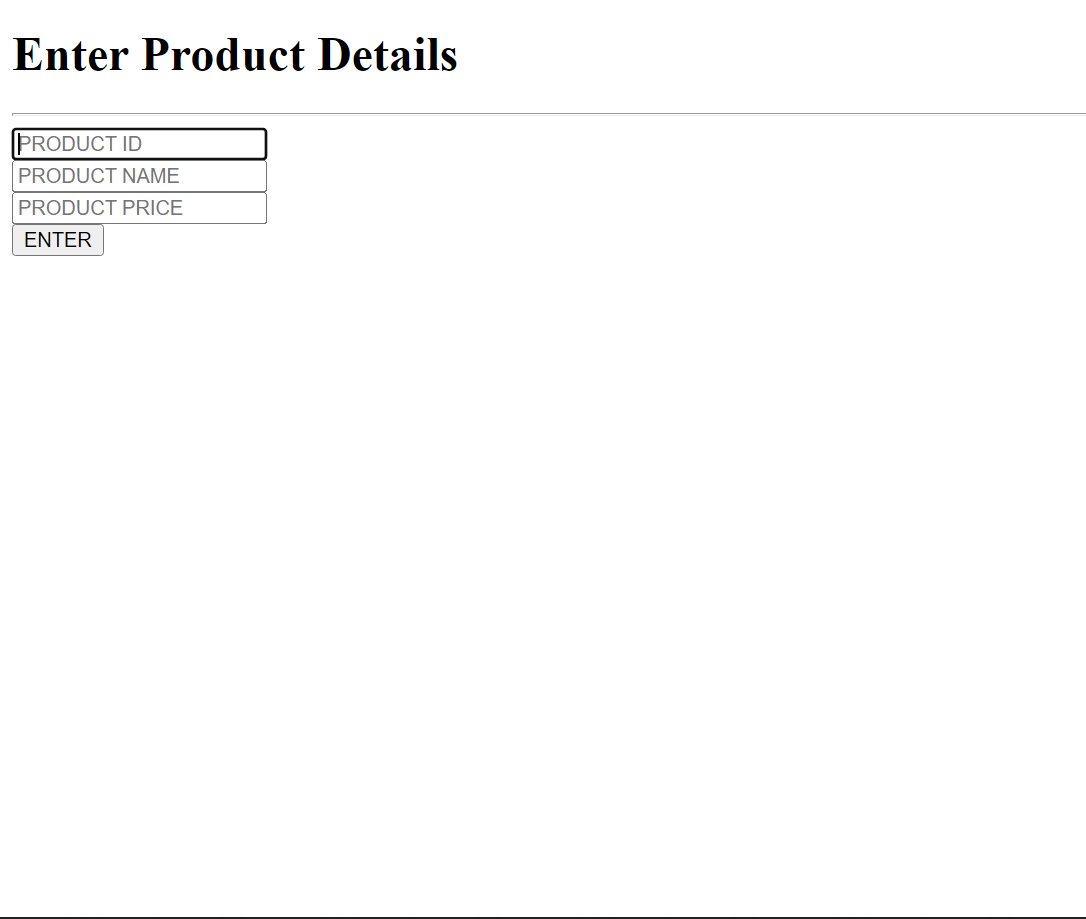 Enter Product Details
PRODUCT ID
PRODUCT NAME
PRODUCT PRICE
ENTER